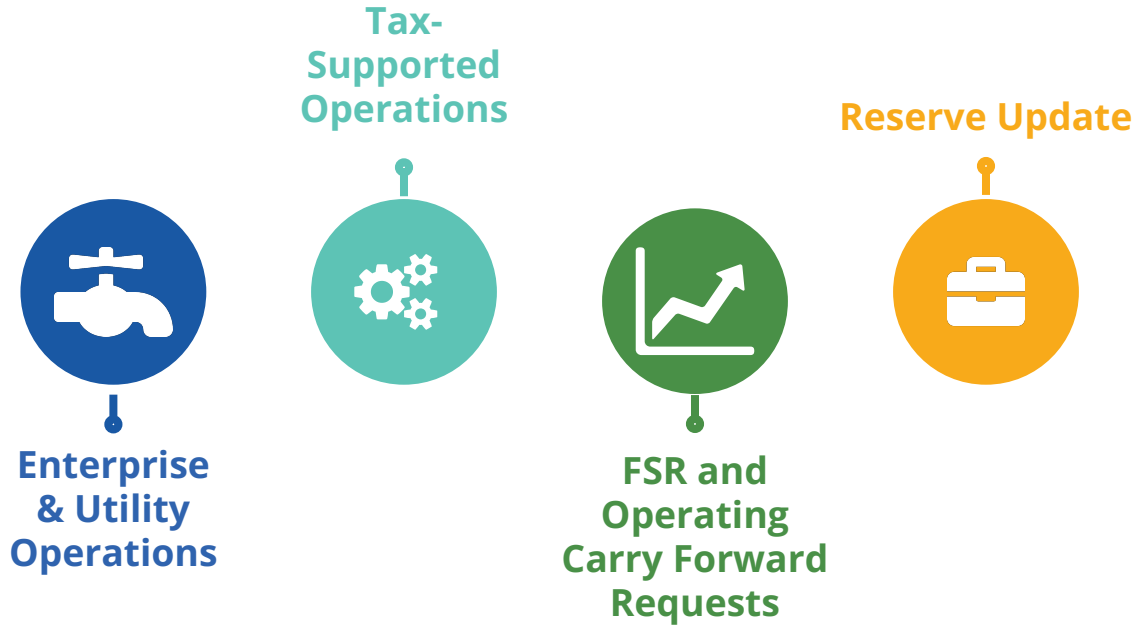 Enterprise
& Utility
Operations
Tax-
Supported
Operations
FSR and
Operating
Carry Forward
Requests
Reserve Update